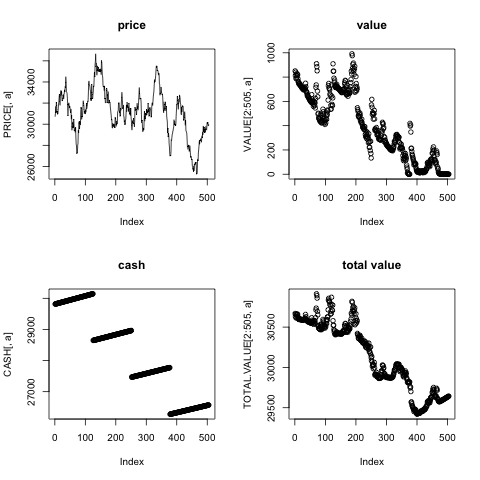 price
PRICE[, a]
26000
30000
34000
0
100
200
300
400
500
Index
value
VALUE[2:505, a]
0
200
600
1000
0
100
200
300
400
500
Index
cash
CASH[, a]
27000
29000
0
100
200
300
400
500
Index
total value
TOTAL.VALUE[2:505, a]
29500
30500
0
100
200
300
400
500
Index